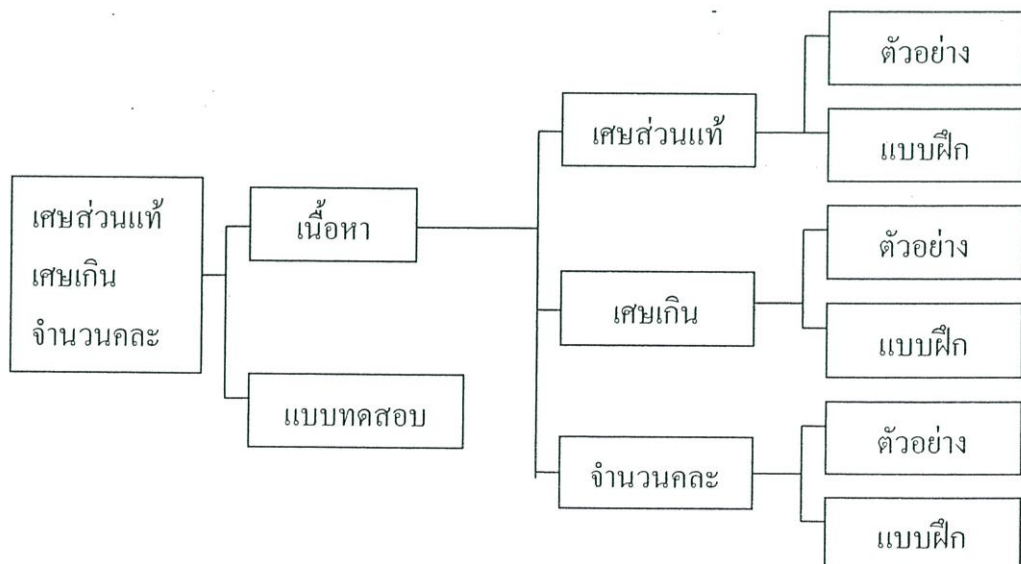 เศษส่วนแท้
เศษเกิน
จำนวนคละ
เนื้อหา
แบบทดสอบ
เศษส่วนแท้
ตัวอย่าง
แบบฝึก
เศษเกิน
ตัวอย่าง
แบบฝึก
จำนวนคละ
ตัวอย่าง
แบบฝึก